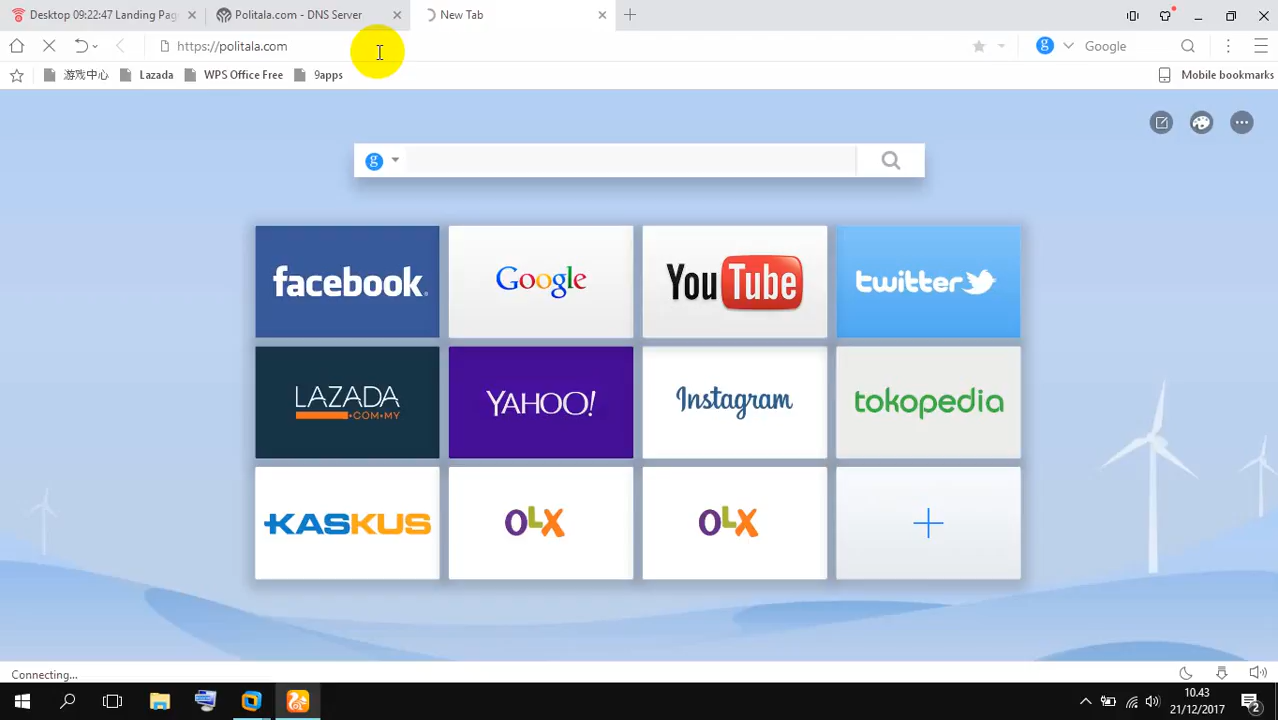 Desktop 09:22:47 Landing Pag
Politala.com - DNS Server
New Tab
https://politala.com
Google
游戏中心
Lazada
WPS Office Free
9apps
Mobile bookmarks
facebook.
Google
YouTube
twitter
LAZADA
.COM.MY
YAHOO!
Instagram
tokopedia
KASKUS
OLX
OLX
Connecting...
10.43
21/12/2017
2